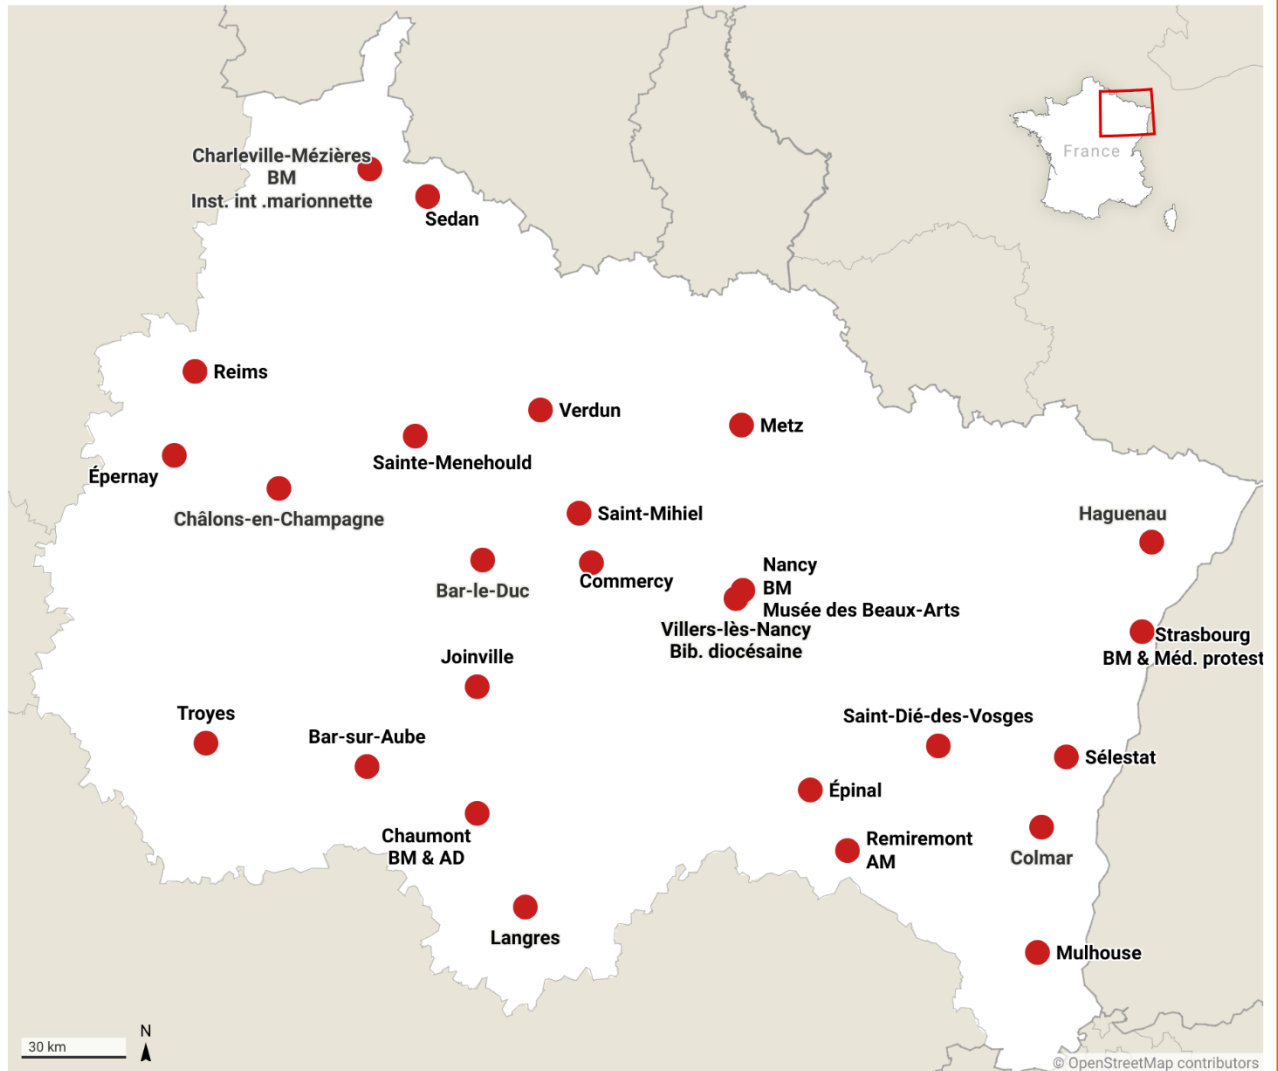 Charleville-Mézières
BM
Inst. int .marionnette
Sedan
France
Reims
Verdun
Metz
Sainte-Menehould
Épernay
Châlons-en-Champagne
Saint-Mihiel
Haguenau
Bar-le-Duc
Commercy
Nancy
BM
Musée des Beaux-Arts
Villers-lès-Nancy
Bib. diocésaine
Strasbourg
BM & Méd. protest
Joinville
Troyes
Bar-sur-Aube
Saint-Dié-des-Vosges
Sélestat
Épinal
Chaumont
BM & AD
Remiremont
AM
Colmar
Langres
Mulhouse
30 km
N
© OpenStreetMap contributors